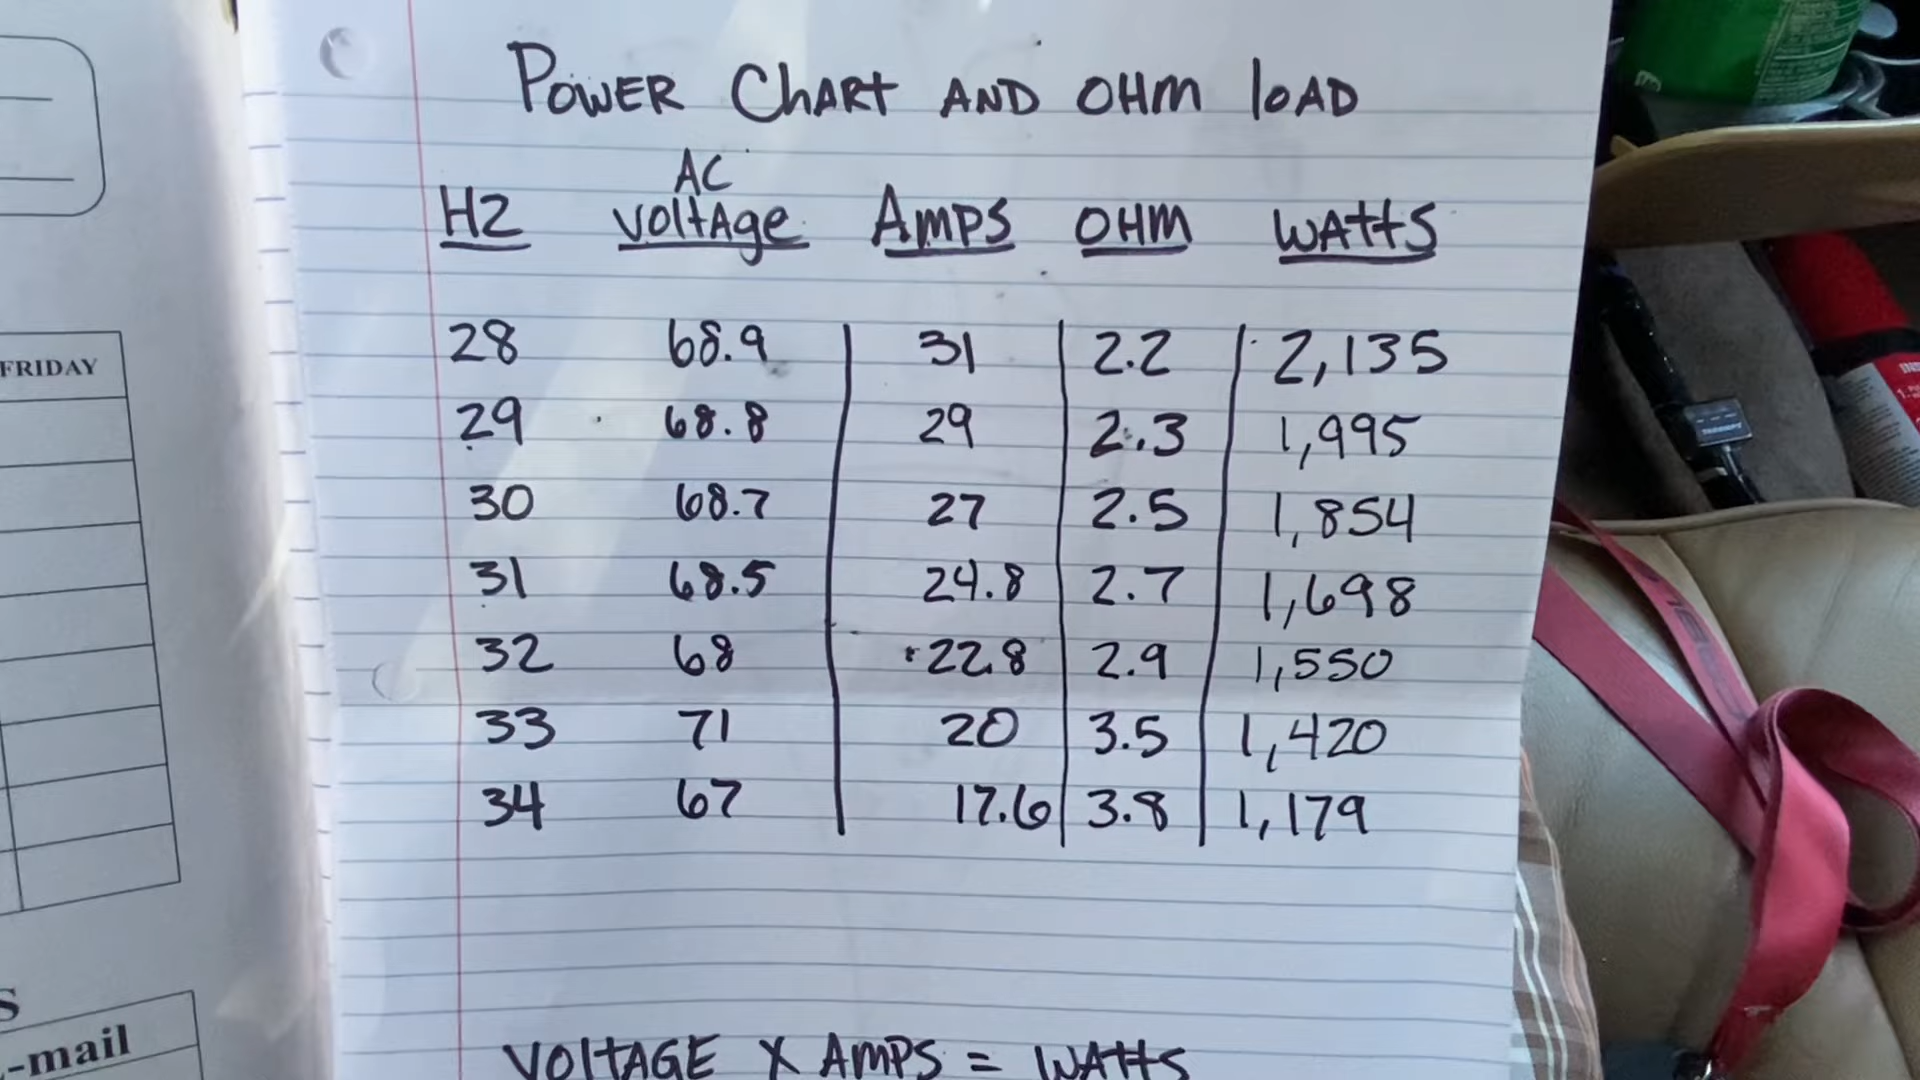 POWER CHART AND OHM LOAD
HZ AC VOLTAGE AMPS OHM WATTS
28 68.9 31 2.2 2,135
29 68.8 29 2.3 1,995
30 68.7 27 2.5 1,854
31 68.5 24.8 2.7 1,698
32 68 22.8 2.9 1,550
33 71 20 3.5 1,420
34 67 17.6 3.8 1,179
VOLTAGE X AMPS = WATTS
FRIDAY
S
-mail